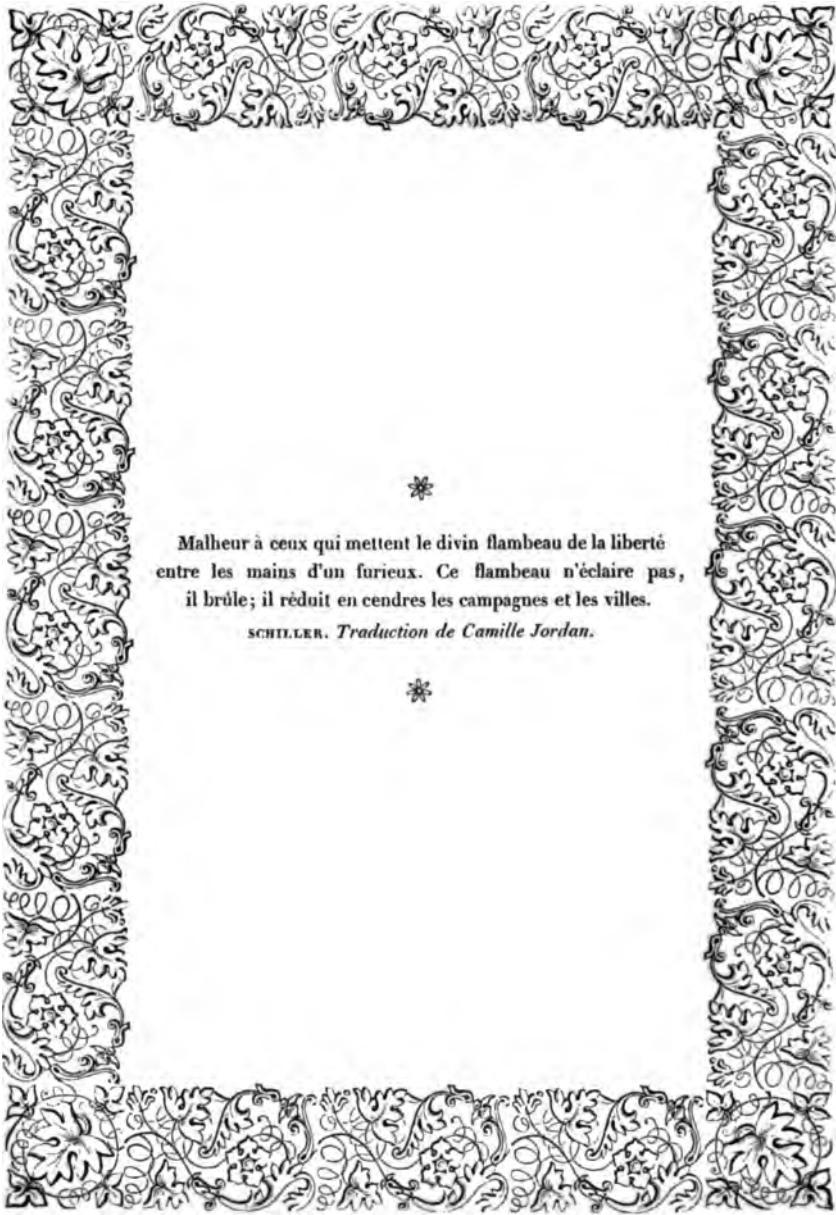 Malheur à ceux qui mettent le divin flambeau de la liberté
entre les mains d'un furieux. Ce flambeau n'éclaire pas,
il brûle; il réduit en cendres les campagnes et les villes.
SCHILLER. Traduction de Camille Jordan.